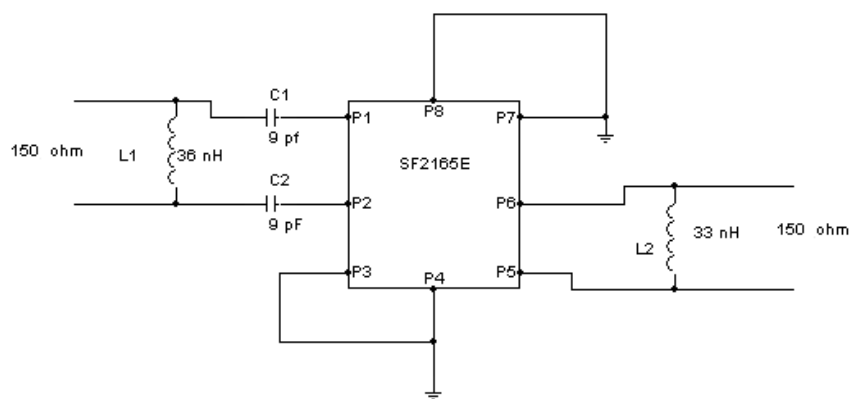 C1
P1
9 pf
P8
P7
150 ohm
L1
36 nH
SF2165E
C2
P2
9 pF
P6
L2
33 nH
150 ohm
P3
P4
P5